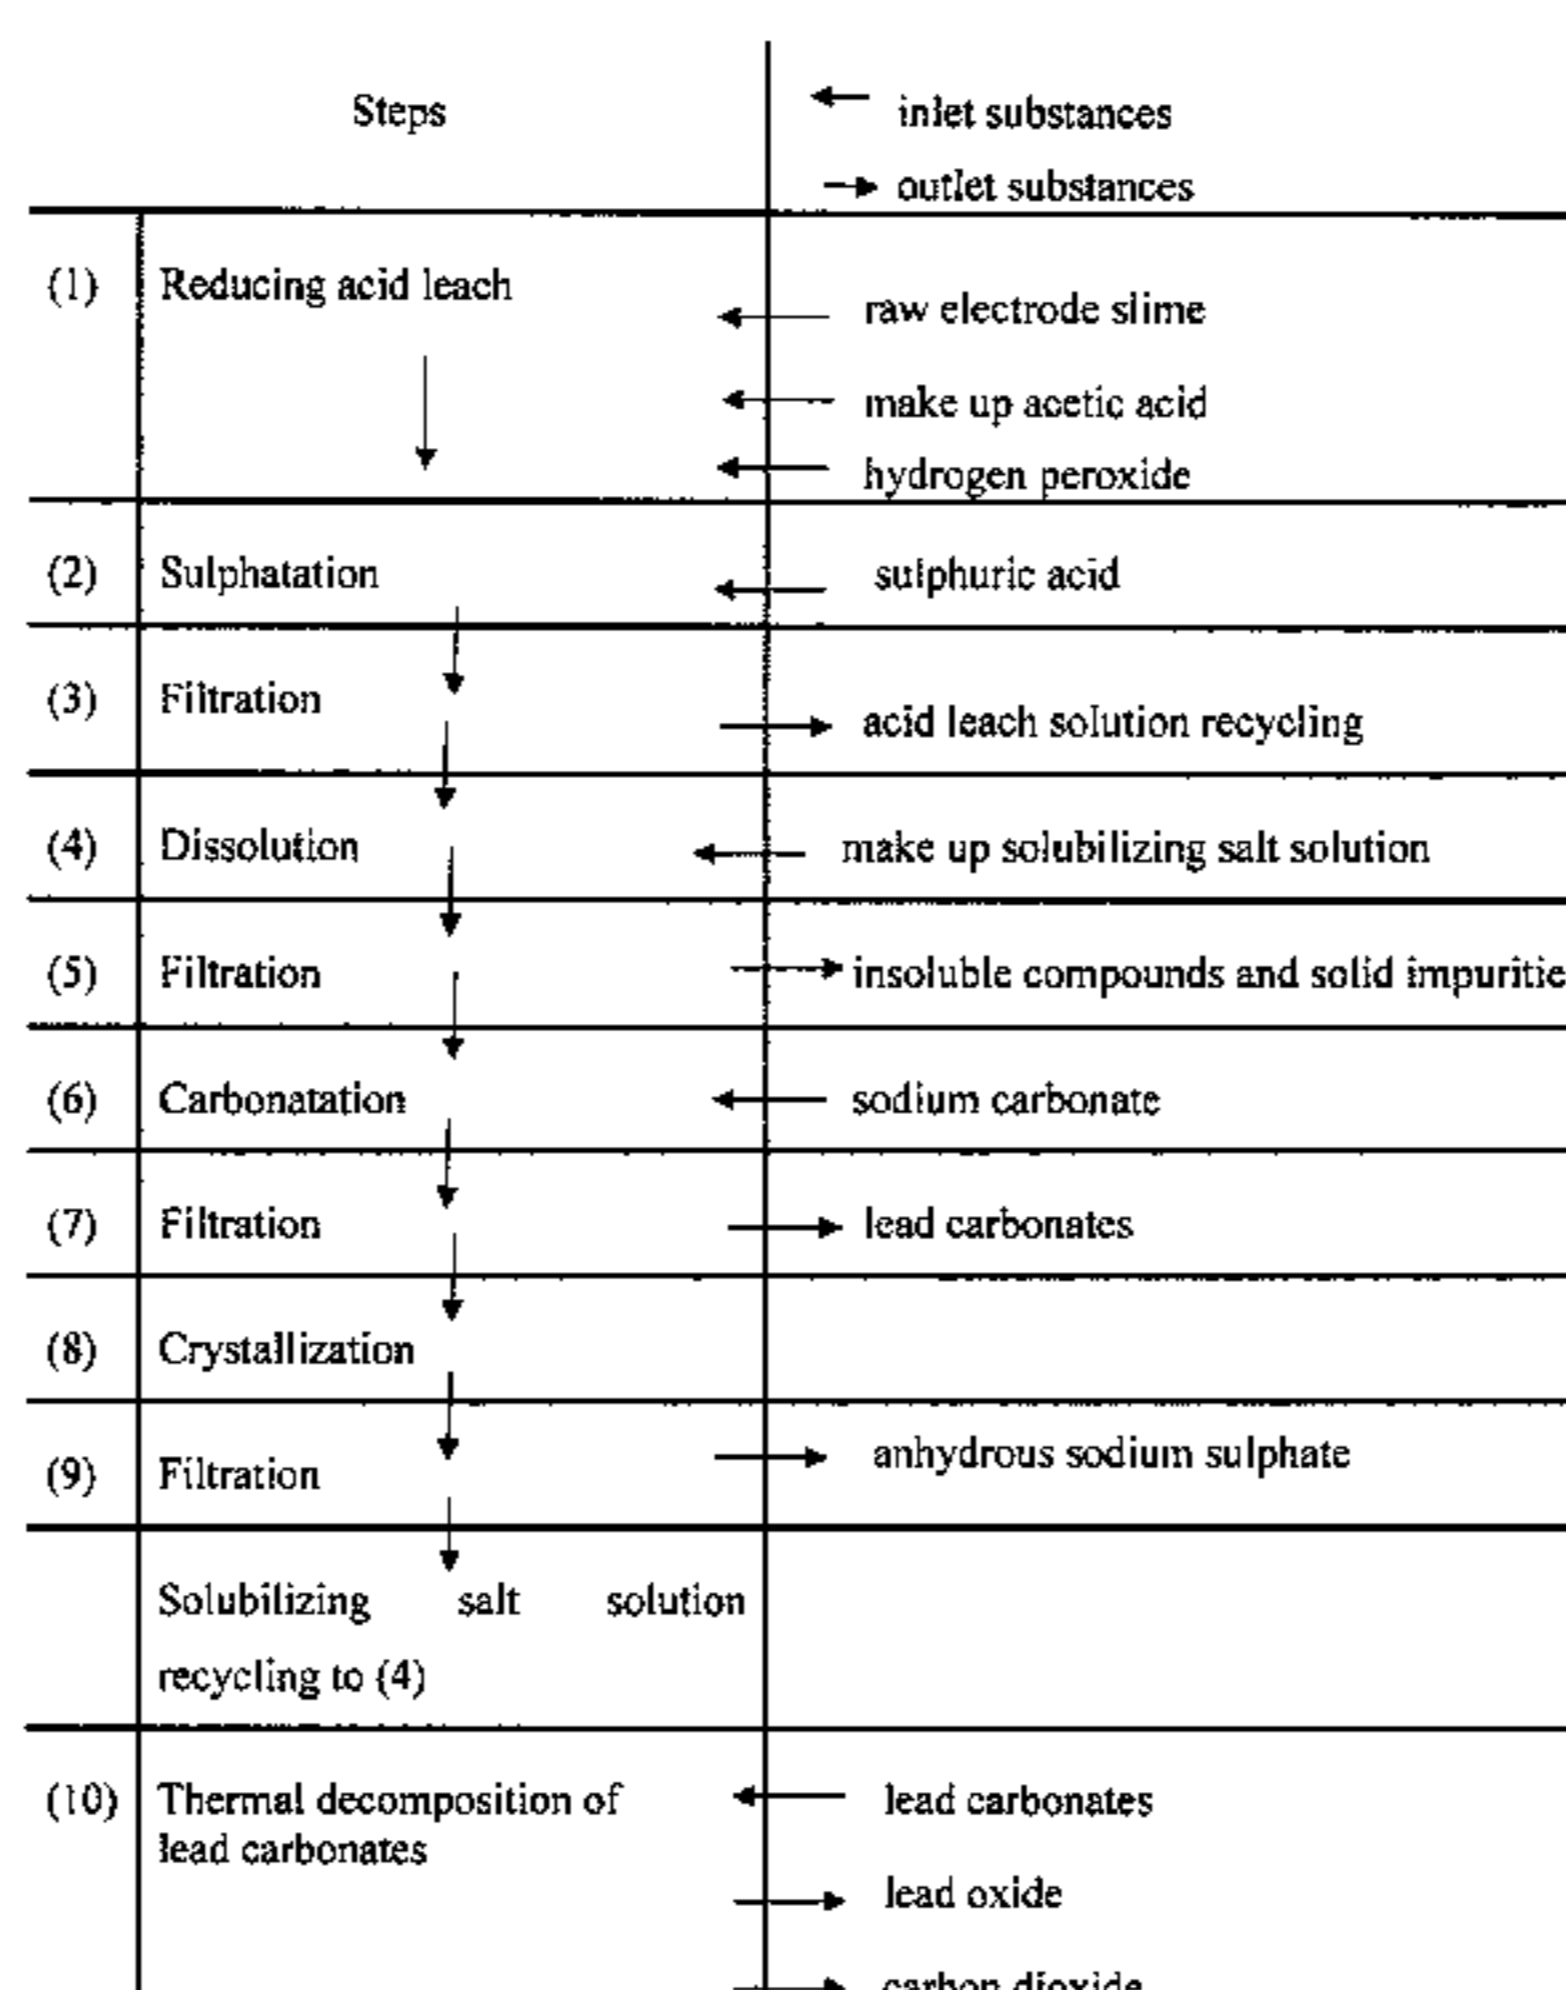 Steps
inlet substances
outlet substances
(1) Reducing acid leach
raw electrode slime
make up acetic acid
hydrogen peroxide
(2) Sulphatation sulphuric acid
(3) Filtration
acid leach solution recycling
(4) Dissolution make up solubilizing salt solution
(5) Filtration insoluble compounds and solid impuritie
(6) Carbonatation sodium carbonate
(7) Filtration lead carbonates
(8) Crystallization
anhydrous sodium sulphate
(9) Filtration
Solubilizing salt solution
recycling to (4)
(10) Thermal decomposition of lead carbonates
lead carbonates
lead oxide
carbon dioxide